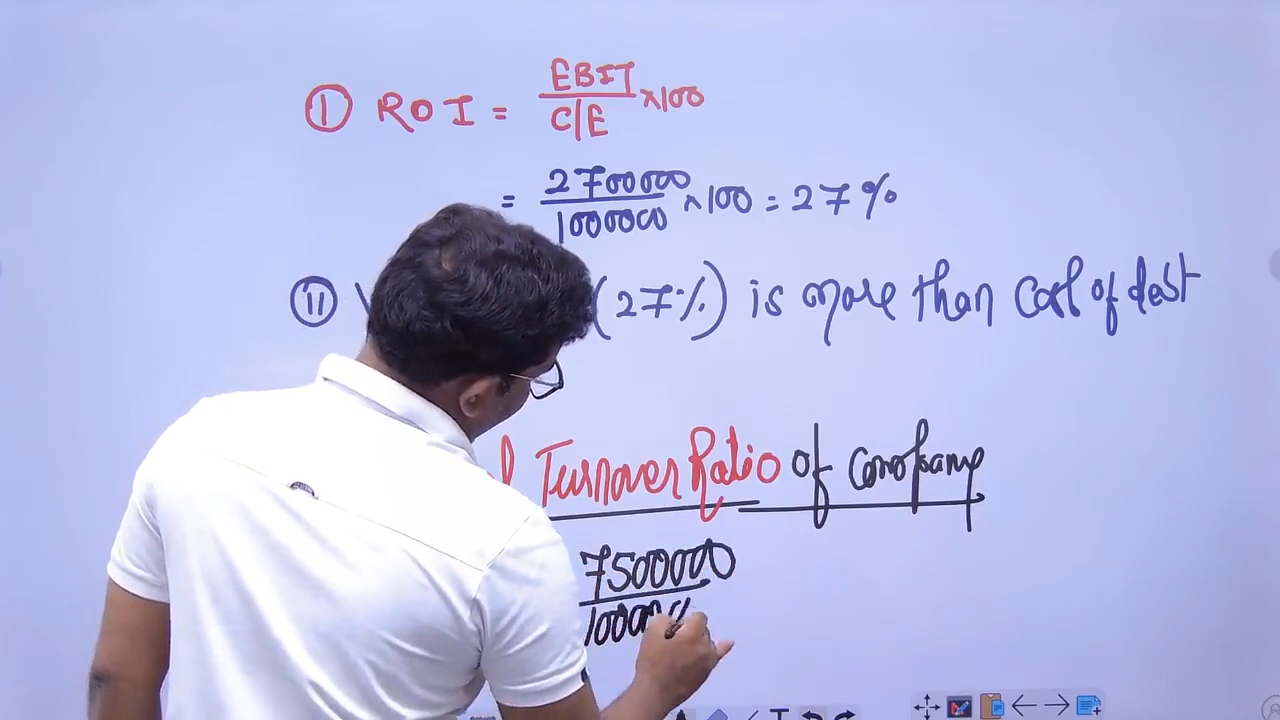 ① ROI = EBIT / C/E ×100
= 2700000 / 1000000 ×100 = 27%
② (27%) is more than cost of debt
Turnover Ratio of company
7500000